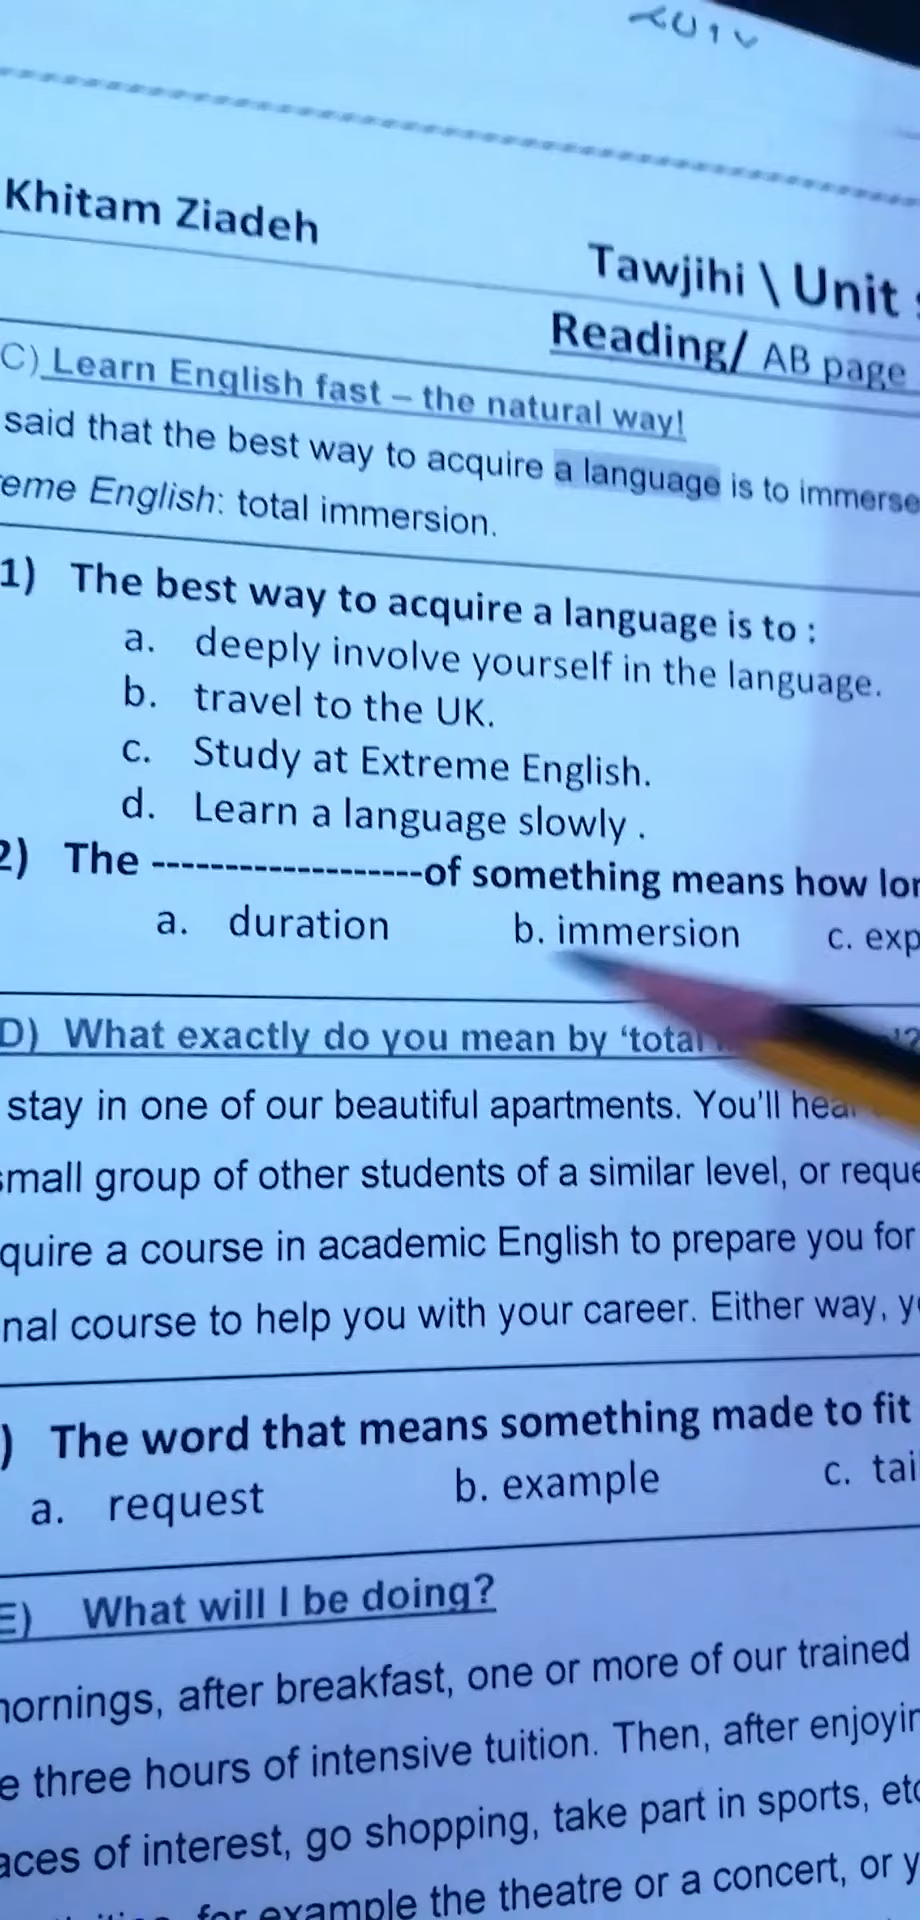 Khitam Ziadeh
Tawjihi \ Unit
Reading/ AB page
C) Learn English fast – the natural way!
said that the best way to acquire a language is to immerse
eme English: total immersion.
1) The best way to acquire a language is to :
a. deeply involve yourself in the language.
b. travel to the UK.
c. Study at Extreme English.
d. Learn a language slowly .
2) The -------------------of something means how lon
a. duration b. immersion c. exp
D) What exactly do you mean by ‘total
stay in one of our beautiful apartments. You'll hear
small group of other students of a similar level, or reque
quire a course in academic English to prepare you for
nal course to help you with your career. Either way, y
) The word that means something made to fit
a. request b. example c. tai
E) What will I be doing?
mornings, after breakfast, one or more of our trained
e three hours of intensive tuition. Then, after enjoyin
aces of interest, go shopping, take part in sports, etc
for example the theatre or a concert, or y